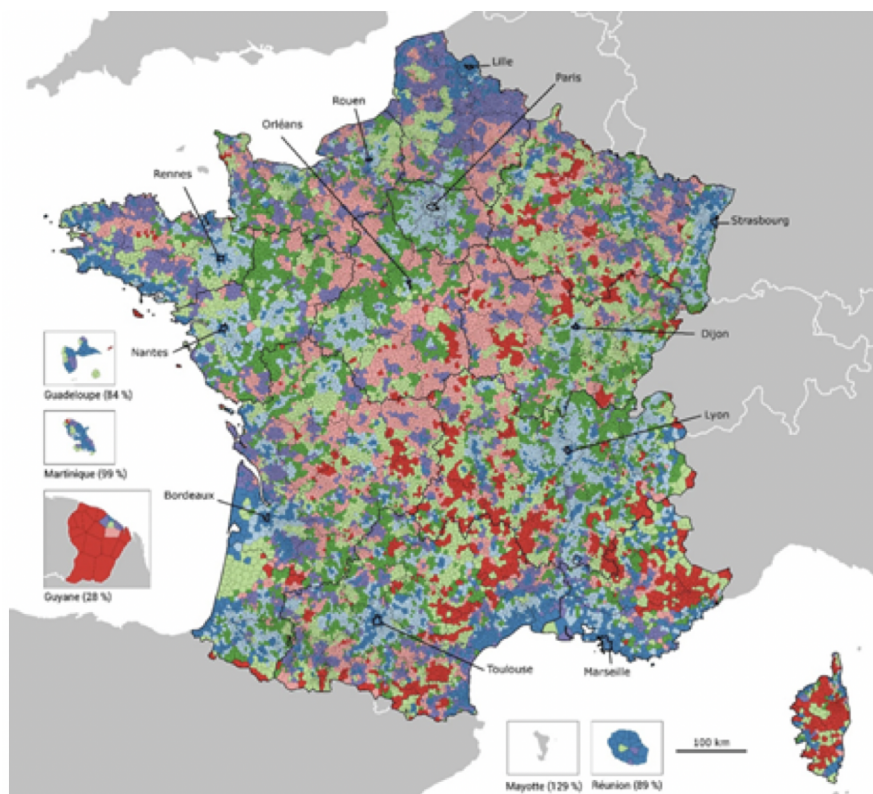 Lille
Paris
Rouen
Orléans
Rennes
Strasbourg
Nantes
Dijon
Guadeloupe (84 %)
Lyon
Martinique (99 %)
Bordeaux
Guyane (28 %)
Toulouse
Marseille
100 km
Mayotte (129 %)
Réunion (89 %)